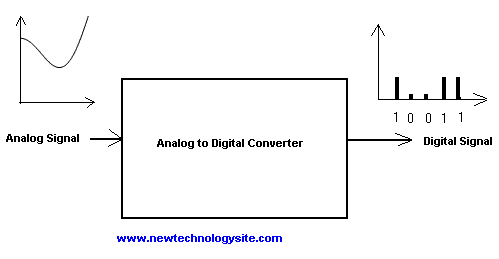 1 0 0 1 1
Analog Signal
Analog to Digital Converter
Digital Signal
www.newtechnologysite.com